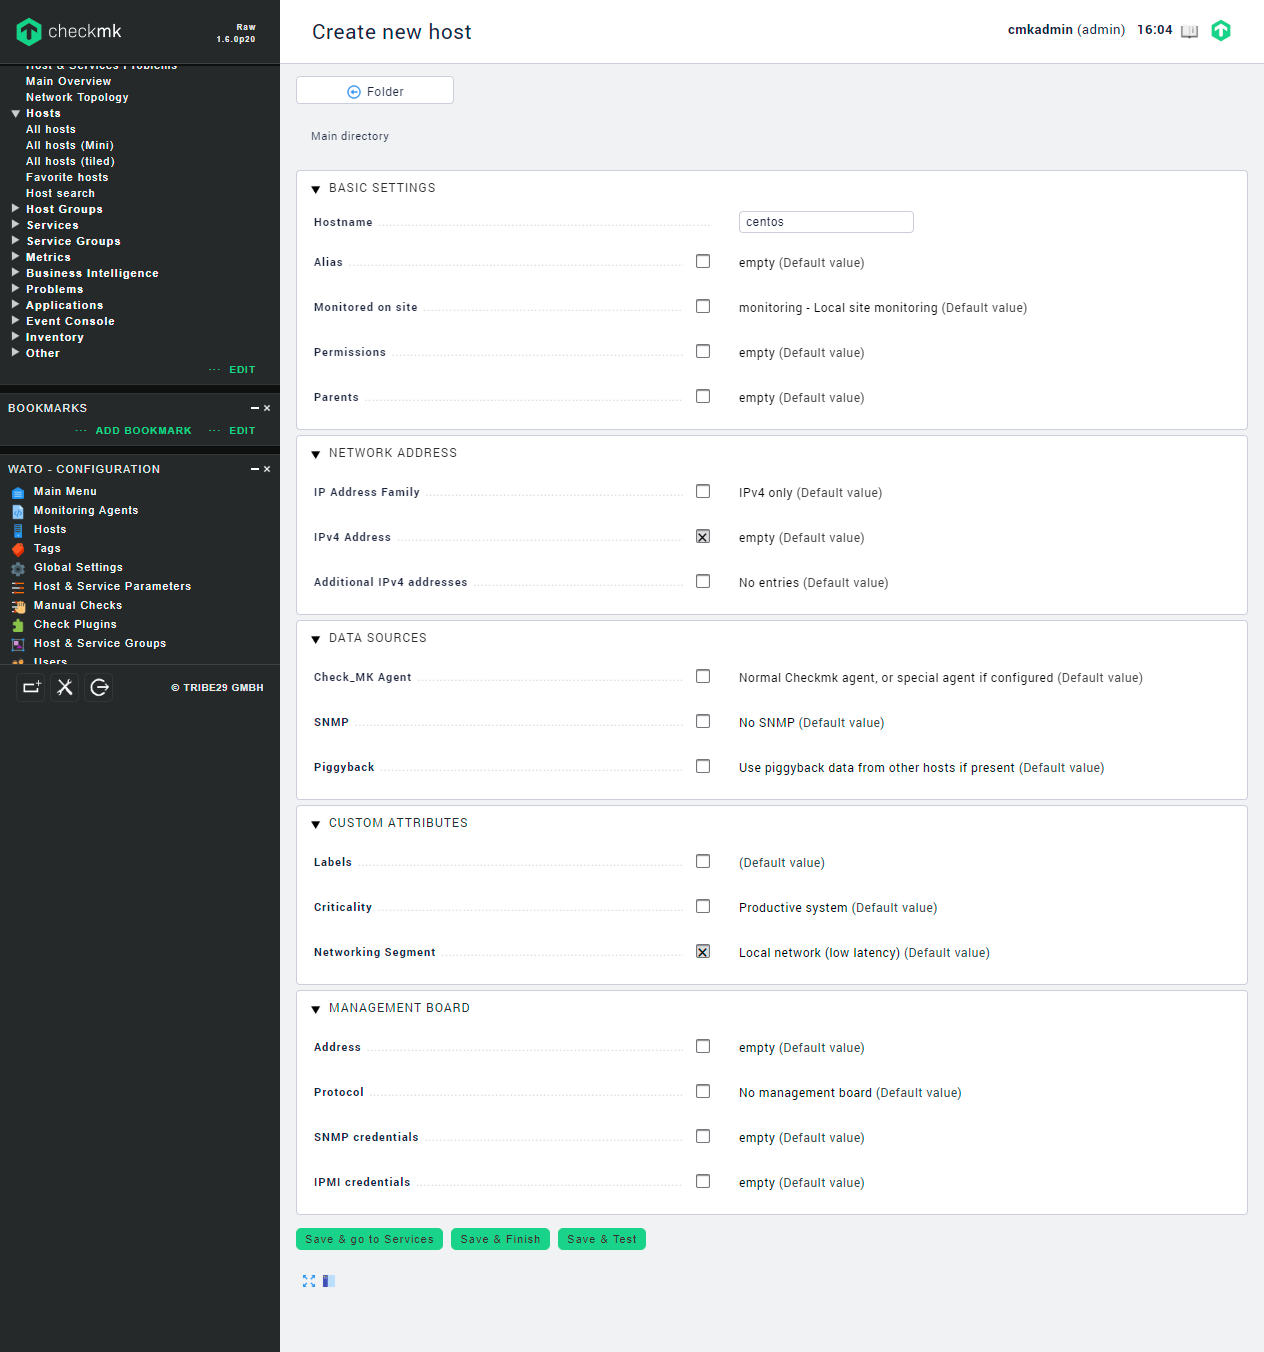 checkmk
Raw
1.6.0p20
Host & Services Problems
Main Overview
Network Topology
Hosts
All hosts
All hosts (Mini)
All hosts (tiled)
Favorite hosts
Host search
Host Groups
Services
Service Groups
Metrics
Business Intelligence
Problems
Applications
Event Console
Inventory
Other
EDIT
BOOKMARKS
ADD BOOKMARK EDIT
WATO - CONFIGURATION
Main Menu
Monitoring Agents
Hosts
Tags
Global Settings
Host & Service Parameters
Manual Checks
Check Plugins
Host & Service Groups
Users
© TRIBE29 GMBH
Create new host
cmkadmin (admin) 16:04
Folder
Main directory
BASIC SETTINGS
Hostname centos
Alias empty (Default value)
Monitored on site monitoring - Local site monitoring (Default value)
Permissions empty (Default value)
Parents empty (Default value)
NETWORK ADDRESS
IP Address Family IPv4 only (Default value)
IPv4 Address empty (Default value)
Additional IPv4 addresses No entries (Default value)
DATA SOURCES
Check_MK Agent Normal Checkmk agent, or special agent if configured (Default value)
SNMP No SNMP (Default value)
Piggyback Use piggyback data from other hosts if present (Default value)
CUSTOM ATTRIBUTES
Labels (Default value)
Criticality Productive system (Default value)
Networking Segment Local network (low latency) (Default value)
MANAGEMENT BOARD
Address empty (Default value)
Protocol No management board (Default value)
SNMP credentials empty (Default value)
IPMI credentials empty (Default value)
Save & go to Services Save & Finish Save & Test